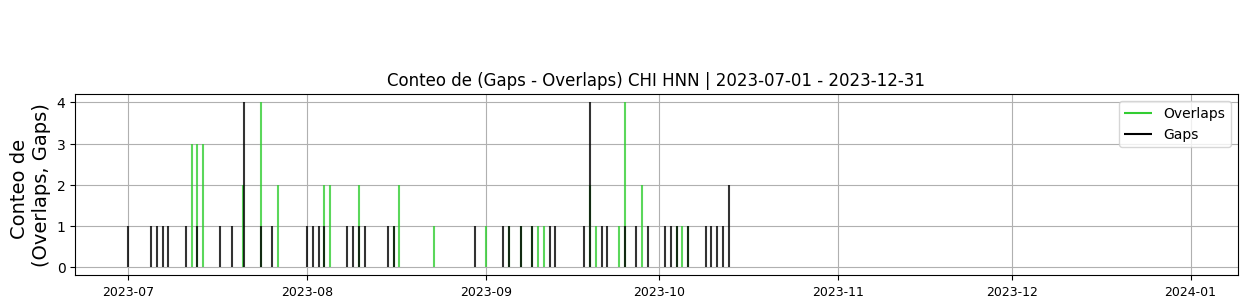 Conteo de (Gaps - Overlaps) CHI HNN | 2023-07-01 - 2023-12-31
Conteo de
(Overlaps, Gaps)
4
3
2
1
0
Overlaps
Gaps
2023-07
2023-08
2023-09
2023-10
2023-11
2023-12
2024-01